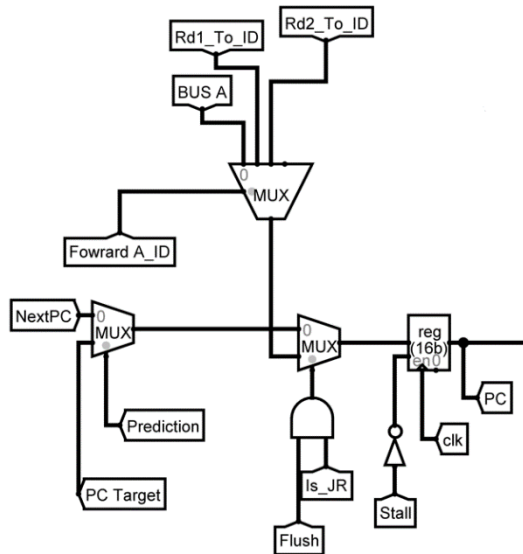 Rd1_To_ID
Rd2_To_ID
BUS A
0
MUX
Fowrard A_ID
NextPC
0
MUX
0
MUX
reg
(16b)
en0
PC
Prediction
clk
PC Target
Is_JR
Stall
Flush